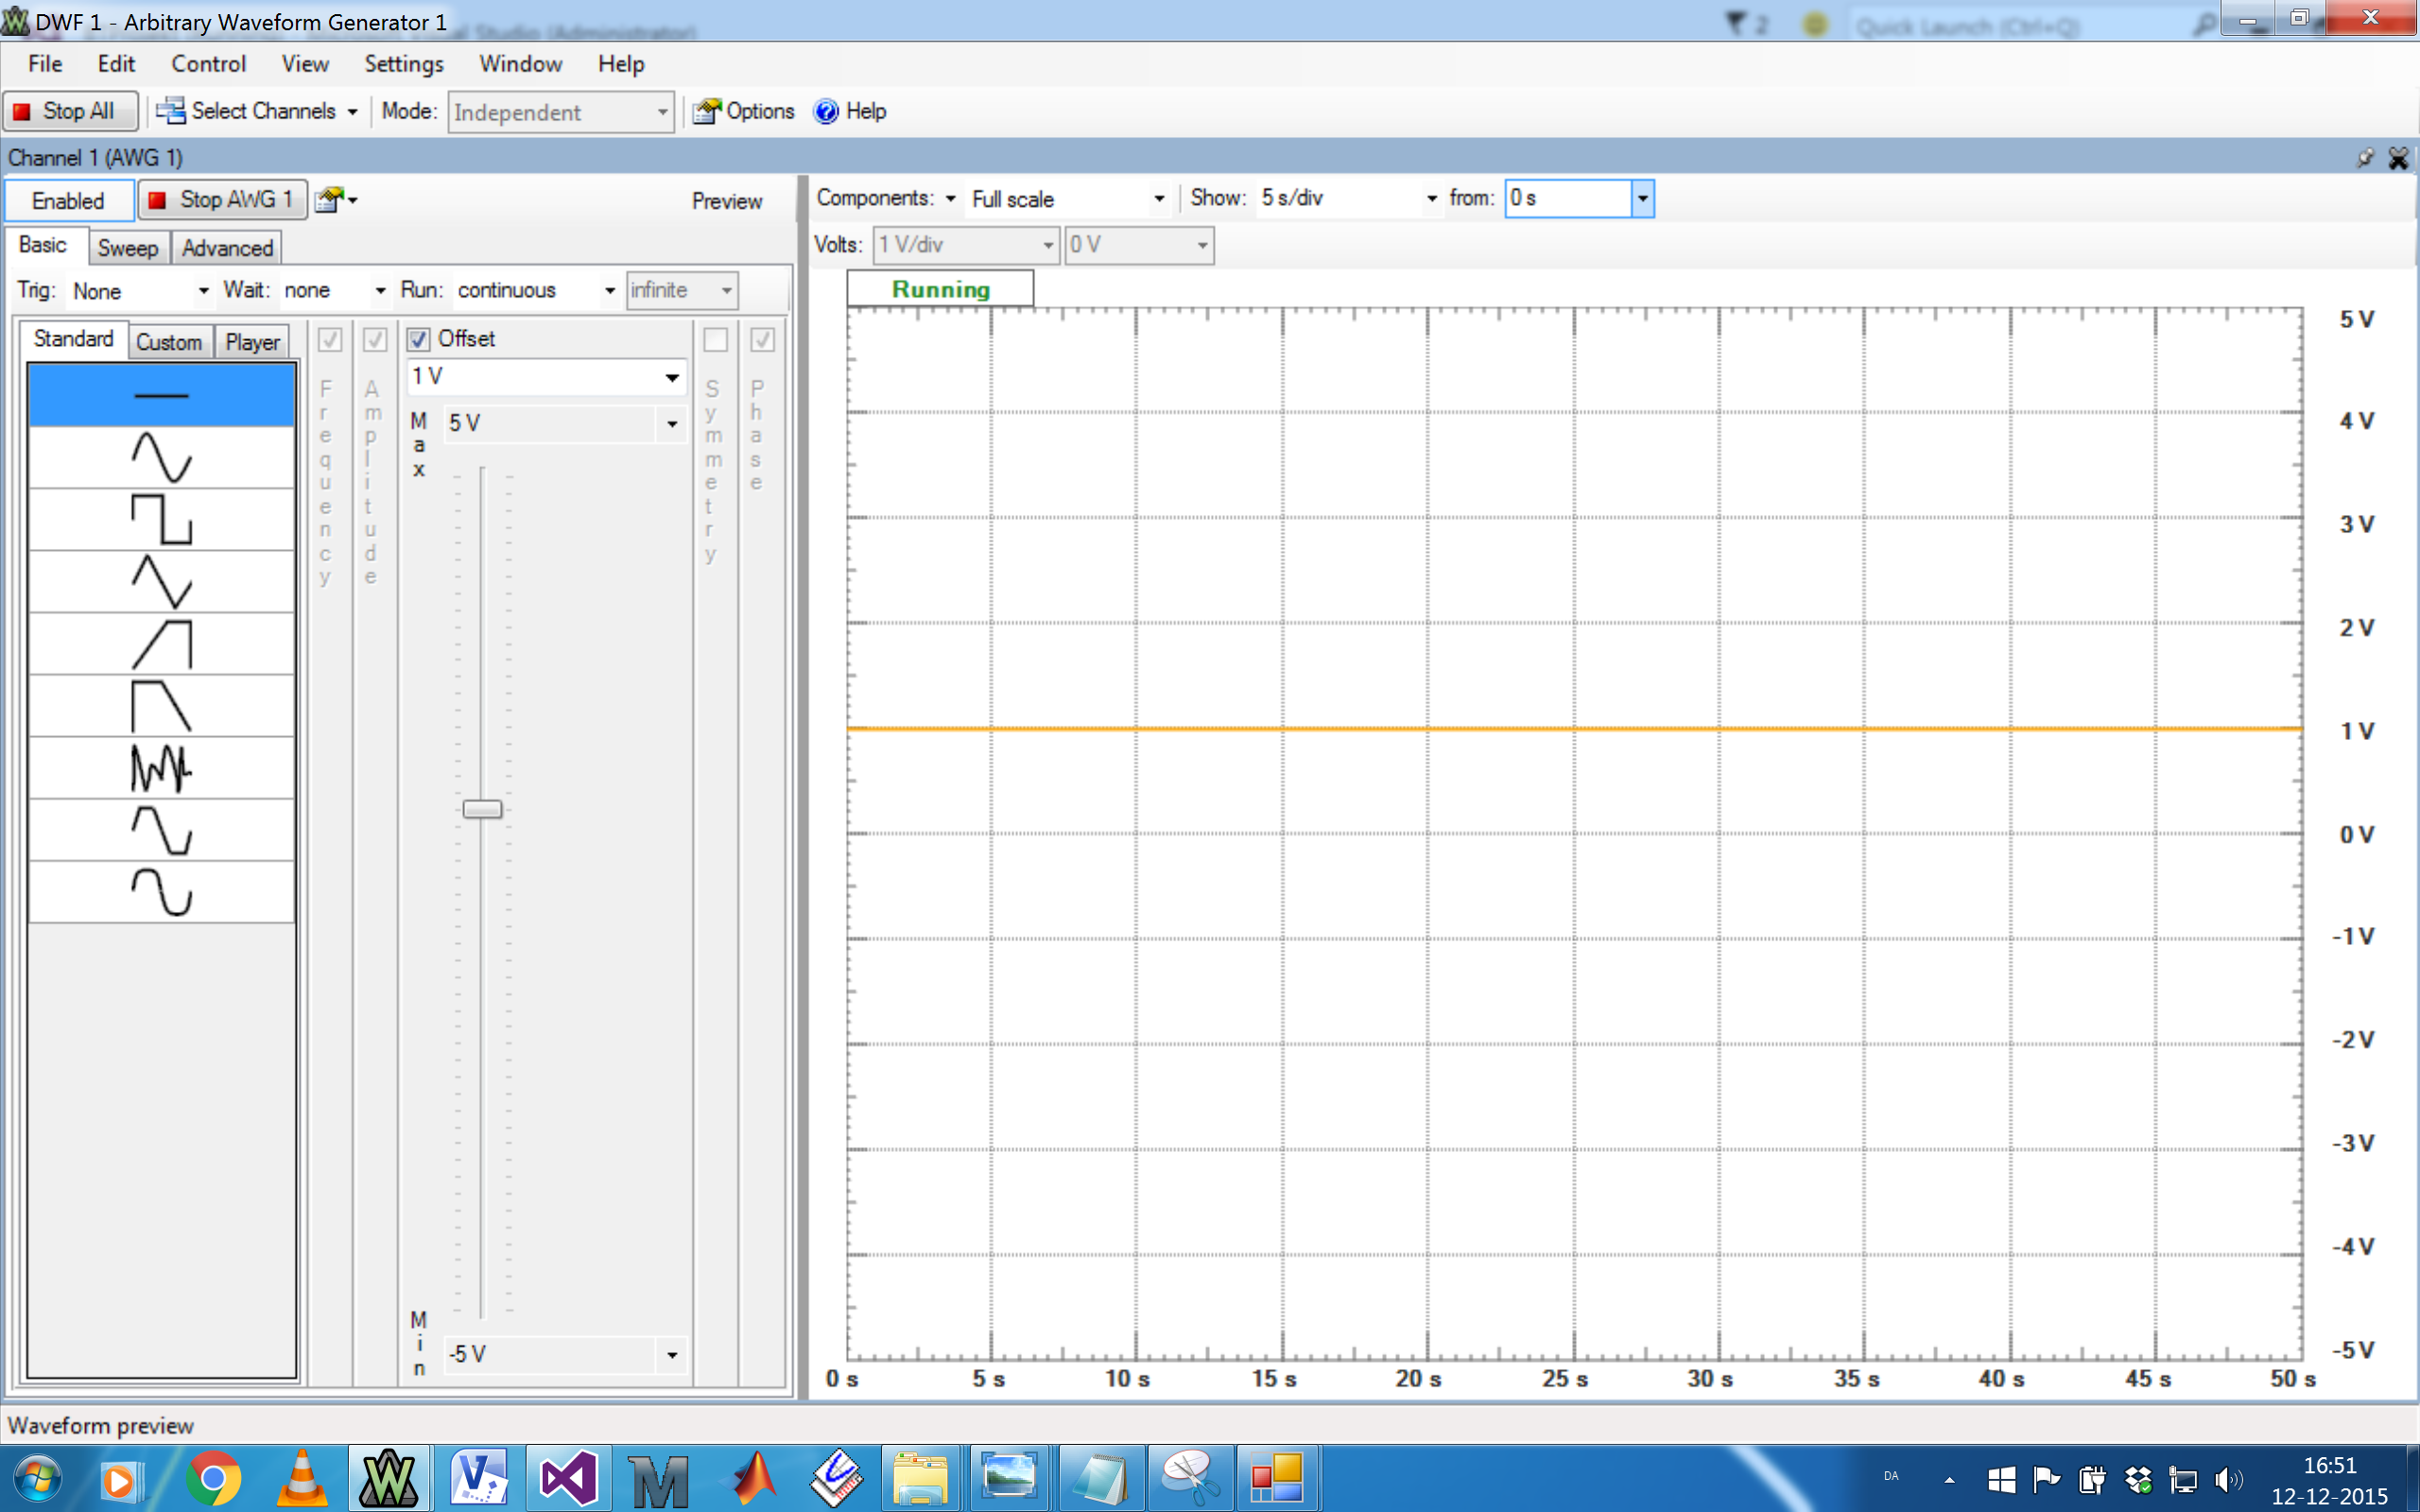 DWF 1 - Arbitrary Waveform Generator 1
Studio (Administrator)
2 Quick Launch (Ctrl+Q)
File Edit Control View Settings Window Help
Stop All Select Channels Mode: Independent Options Help
Channel 1 (AWG 1)
Enabled Stop AWG 1 Preview
Components: Full scale Show: 5 s/div from: 0 s
Basic Sweep Advanced
Volts: 1 V/div 0 V
Trig: None Wait: none Run: continuous infinite
Running
Standard Custom Player
Frequency
Amplitude
Offset
1 V
Max 5 V
Min -5 V
Symmetry
Phase
5 V
4 V
3 V
2 V
1 V
0 V
-1 V
-2 V
-3 V
-4 V
-5 V
0 s 5 s 10 s 15 s 20 s 25 s 30 s 35 s 40 s 45 s 50 s
Waveform preview
DA
16:51
12-12-2015